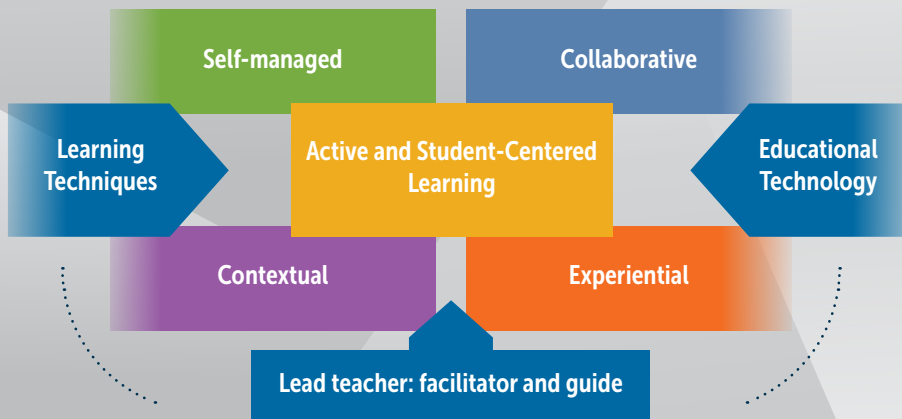 Self-managed
Collaborative
Learning
Techniques
Active and Student-Centered
Learning
Educational
Technology
Contextual
Experiential
Lead teacher: facilitator and guide